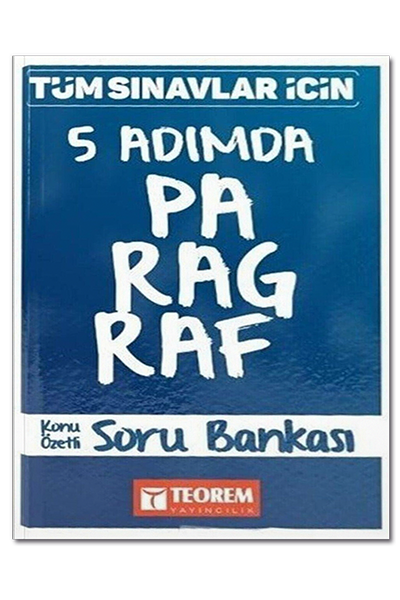 TÜM SINAVLAR İÇİN
5 ADIMDA
PA
RAG
RAF
Konu Özetli Soru Bankası
TEOREM
YAYINCILIK